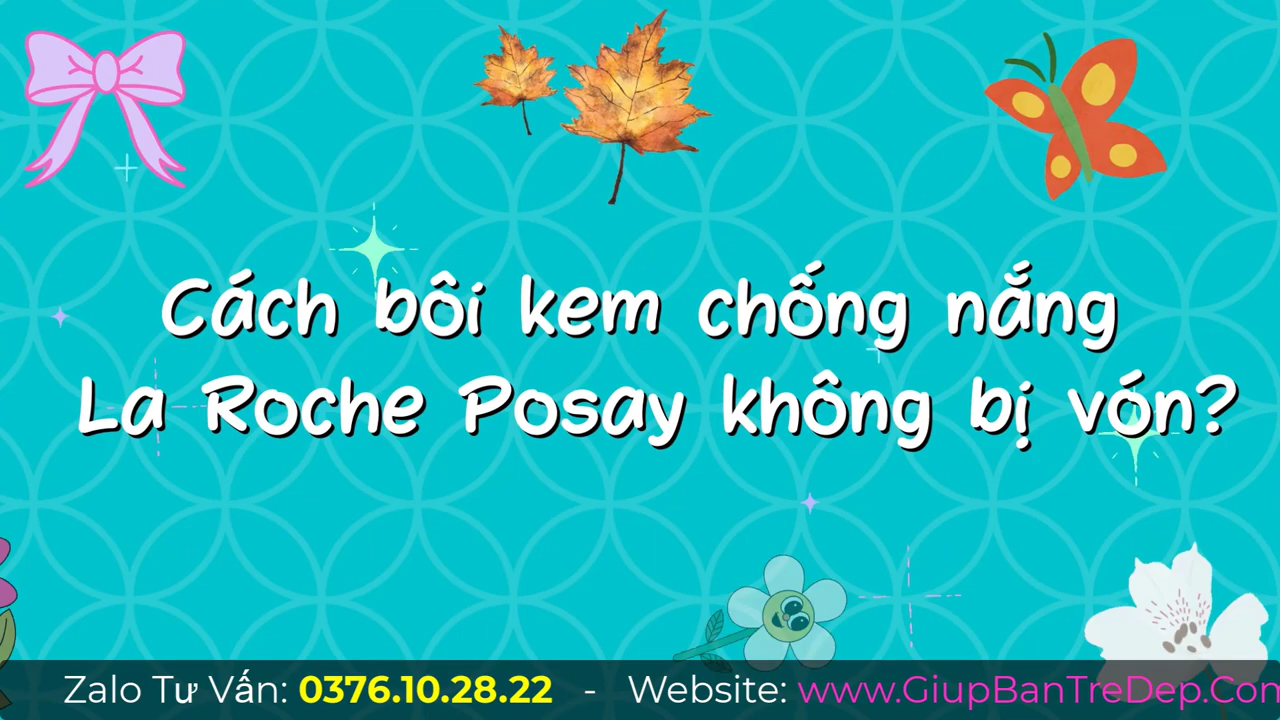 Cách bôi kem chống nắng
La Roche Posay không bị vón?
Zalo Tư Vấn: 0376.10.28.22 - Website: www.GiupBanTreDep.Com